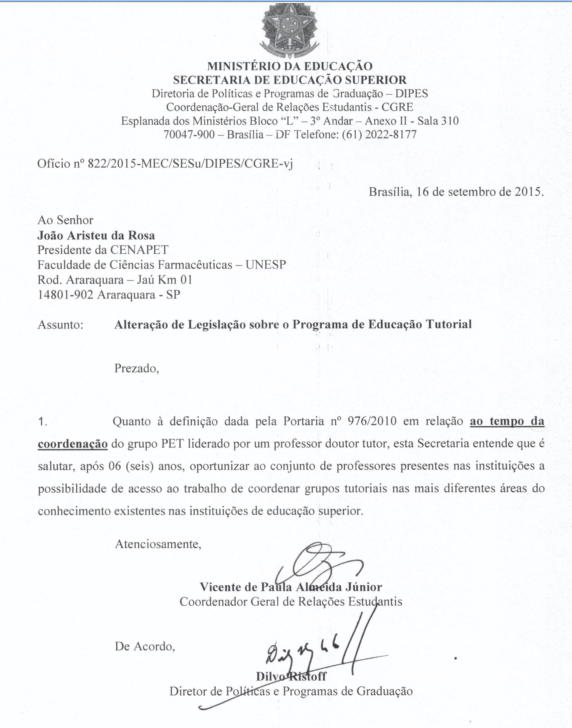 MINISTÉRIO DA EDUCAÇÃO
SECRETARIA DE EDUCAÇÃO SUPERIOR
Diretoria de Políticas e Programas de Graduação – DIPES
Coordenação-Geral de Relações Estudantis - CGRE
Esplanada dos Ministérios Bloco “L” – 3º Andar – Anexo II - Sala 310
70047-900 – Brasília – DF Telefone: (61) 2022-8177
Ofício nº 822/2015-MEC/SESu/DIPES/CGRE-vj
Brasília, 16 de setembro de 2015.
Ao Senhor
João Aristeu da Rosa
Presidente da CENAPET
Faculdade de Ciências Farmacêuticas – UNESP
Rod. Araraquara – Jaú Km 01
14801-902 Araraquara - SP
Assunto: Alteração de Legislação sobre o Programa de Educação Tutorial
Prezado,
1. Quanto à definição dada pela Portaria nº 976/2010 em relação ao tempo da
coordenação do grupo PET liderado por um professor doutor tutor, esta Secretaria entende que é
salutar, após 06 (seis) anos, oportunizar ao conjunto de professores presentes nas instituições a
possibilidade de acesso ao trabalho de coordenar grupos tutoriais nas mais diferentes áreas do
conhecimento existentes nas instituições de educação superior.
Atenciosamente,
Vicente de Paula Almeida Júnior
Coordenador Geral de Relações Estudantis
De Acordo,
Dilvo Ristoff
Diretor de Políticas e Programas de Graduação